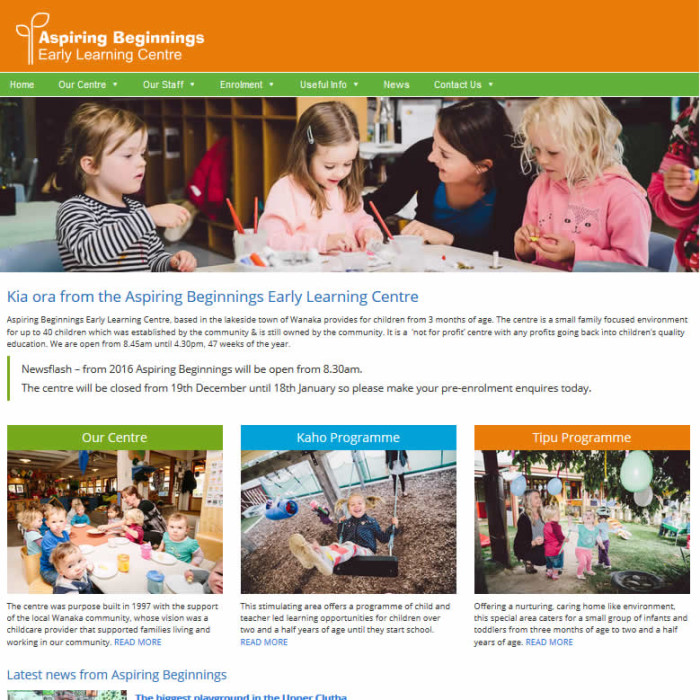 Aspiring Beginnings
Early Learning Centre
Home Our Centre Our Staff Enrolment Useful Info News Contact Us
Kia ora from the Aspiring Beginnings Early Learning Centre
Aspiring Beginnings Early Learning Centre, based in the lakeside town of Wanaka provides for children from 3 months of age. The centre is a small family focused environment
for up to 40 children which was established by the community & is still owned by the community. It is a 'not for profit' centre with any profits going back into children's quality
education. We are open from 8.45am until 4.30pm, 47 weeks of the year.
Newsflash – from 2016 Aspiring Beginnings will be open from 8.30am.
The centre will be closed from 19th December until 18th January so please make your pre-enrolment enquires today.
Our Centre
The centre was purpose built in 1997 with the support
of the local Wanaka community, whose vision was a
childcare provider that supported families living and
working in our community. READ MORE
Kaho Programme
This stimulating area offers a programme of child and
teacher led learning opportunities for children over
two and a half years of age until they start school.
READ MORE
Tipu Programme
Offering a nurturing, caring home like environment,
this special area caters for a small group of infants and
toddlers from three months of age to two and a half
years of age. READ MORE
Latest news from Aspiring Beginnings
The biggest playground in the Upper Clutha